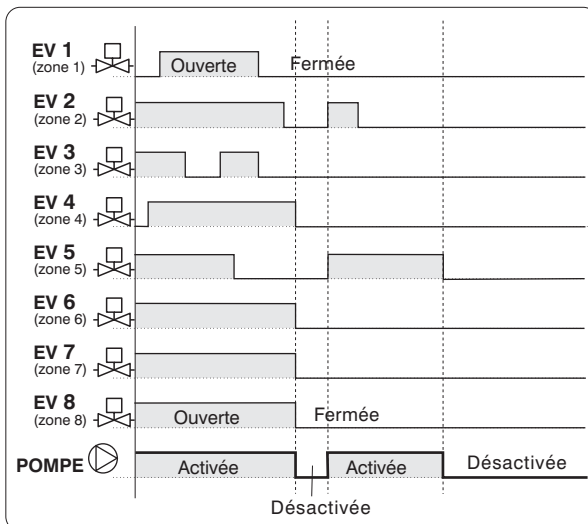 EV 1
(zone 1)
Ouverte
Fermée
EV 2
(zone 2)
EV 3
(zone 3)
EV 4
(zone 4)
EV 5
(zone 5)
EV 6
(zone 6)
EV 7
(zone 7)
EV 8
(zone 8)
Ouverte
Fermée
POMPE
Activée
Activée
Désactivée
Désactivée